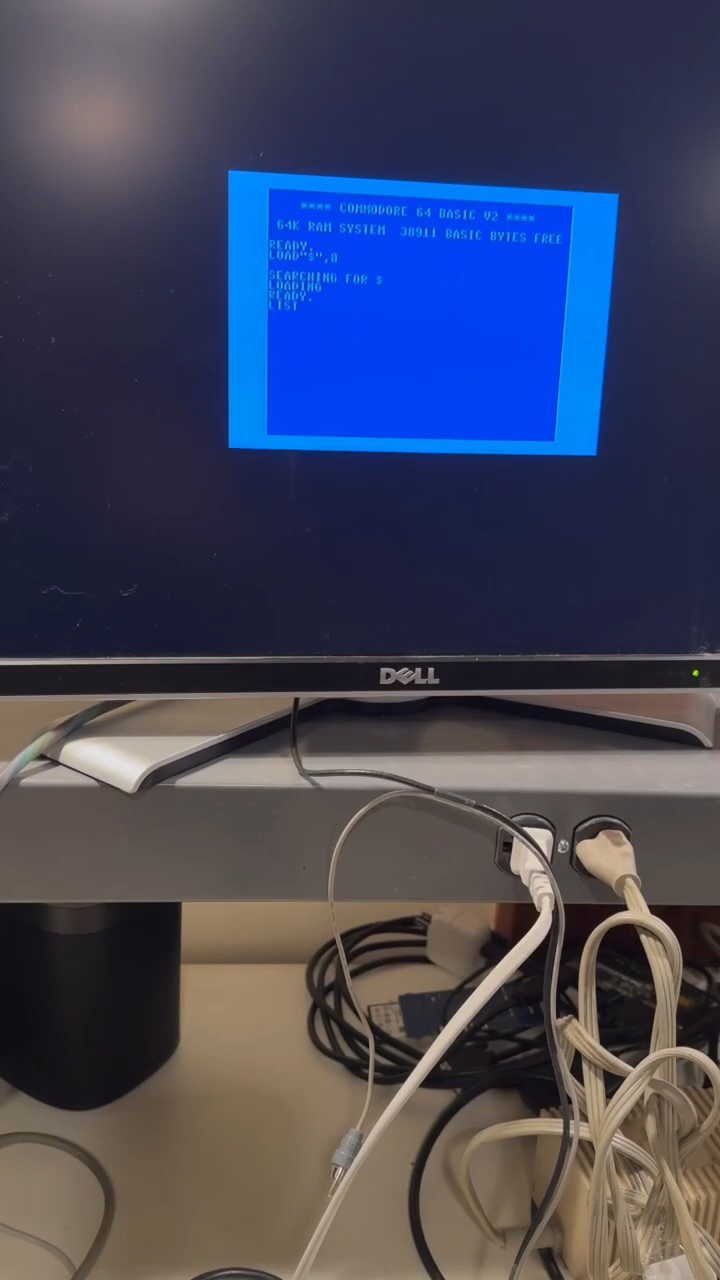 **** COMMODORE 64 BASIC V2 ****
64K RAM SYSTEM  38911 BASIC BYTES FREE
READY.
LOAD"$",8
SEARCHING FOR $
LOADING
READY.
LIST
DELL